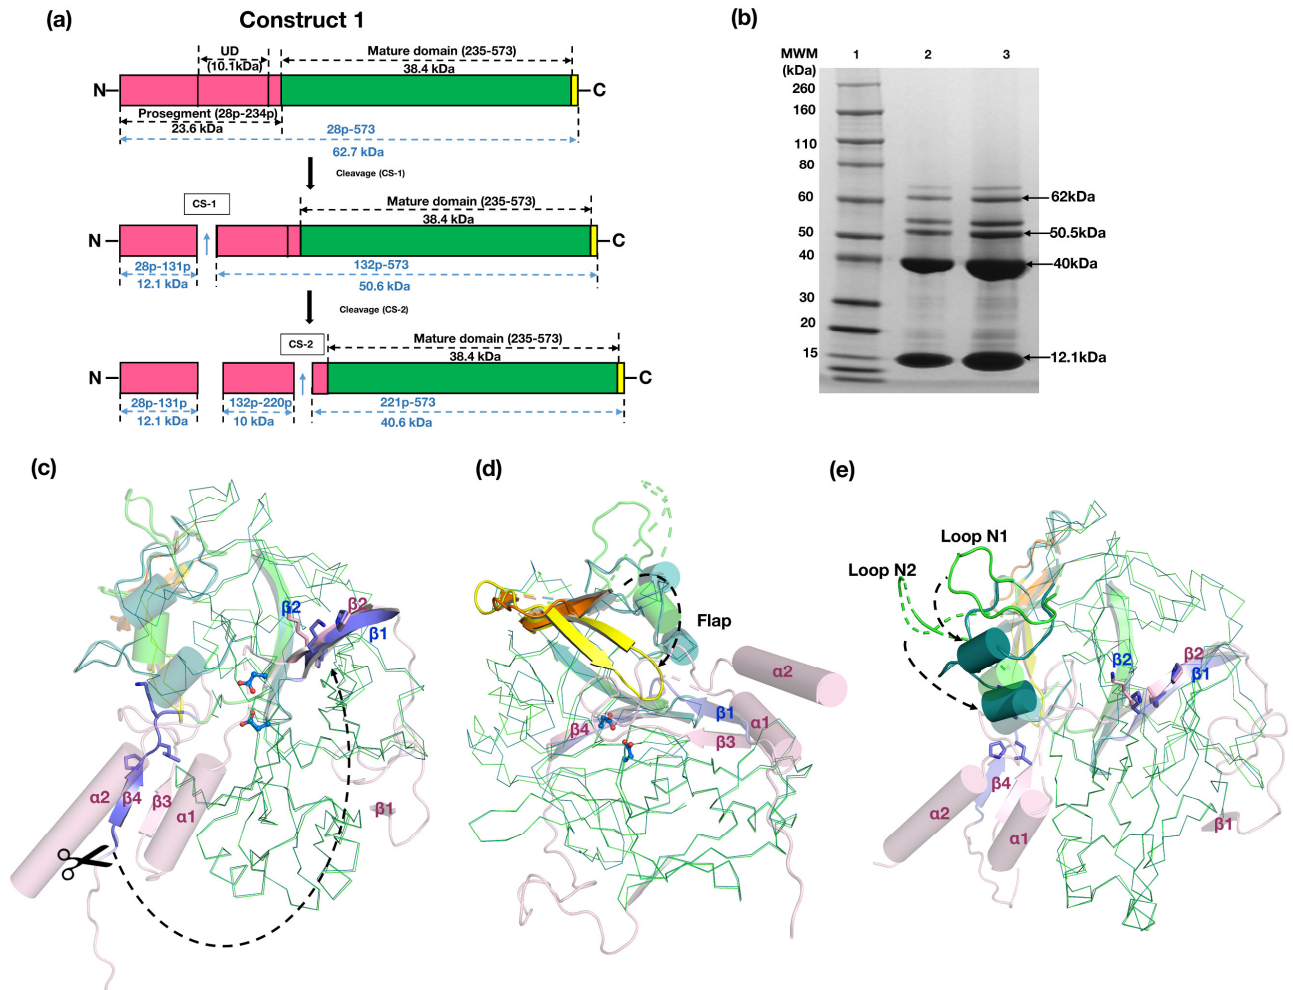 (a)
Construct 1
UD
(10.1kDa)
Mature domain (235-573)
38.4 kDa
N
C
Prosegment (28p-234p)
23.6 kDa
28p-573
62.7 kDa
Cleavage (CS-1)
CS-1
Mature domain (235-573)
38.4 kDa
N
C
28p-131p
12.1 kDa
132p-573
50.6 kDa
Cleavage (CS-2)
CS-2
Mature domain (235-573)
38.4 kDa
N
C
28p-131p
12.1 kDa
132p-220p
10 kDa
221p-573
40.6 kDa
(b)
MWM
(kDa)
1
2
3
260
160
110
80
60
50
40
30
20
15
62kDa
50.5kDa
40kDa
12.1kDa
(c)
β2
β2
β1
α2
β4
β3
α1
β1
(d)
Flap
α2
β1
α1
β4
β3
(e)
Loop N1
Loop N2
β2
β2
β1
β4
α2
α1
β1